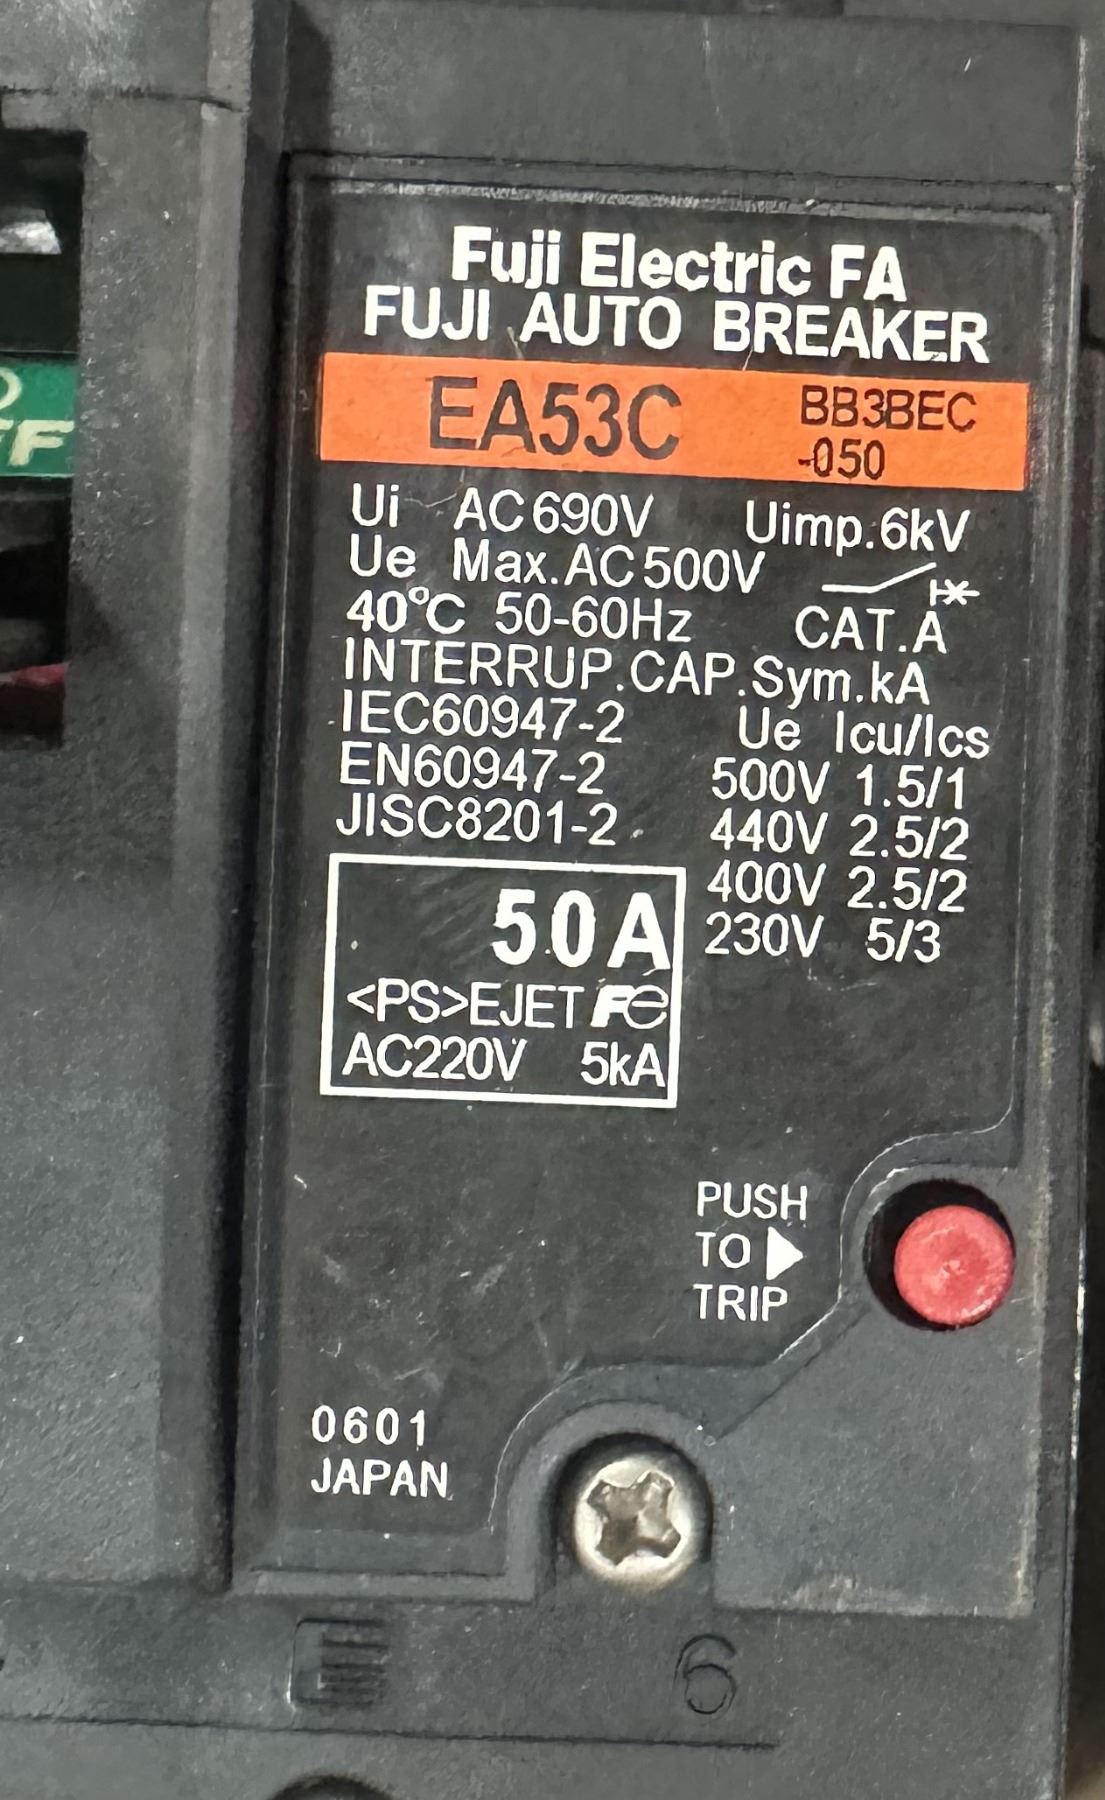 FF
Fuji Electric FA
FUJI AUTO BREAKER
EA53C BB3BEC
-050
Ui AC690V Uimp.6kV
Ue Max.AC500V
40°C 50-60Hz CAT.A
INTERRUP.CAP.Sym.kA
IEC60947-2 Ue Icu/Ics
EN60947-2 500V 1.5/1
JISC8201-2 440V 2.5/2
400V 2.5/2
50A 230V 5/3
<PS>EJET Fe
AC220V 5kA
PUSH
TO ▶
TRIP
0601
JAPAN
6